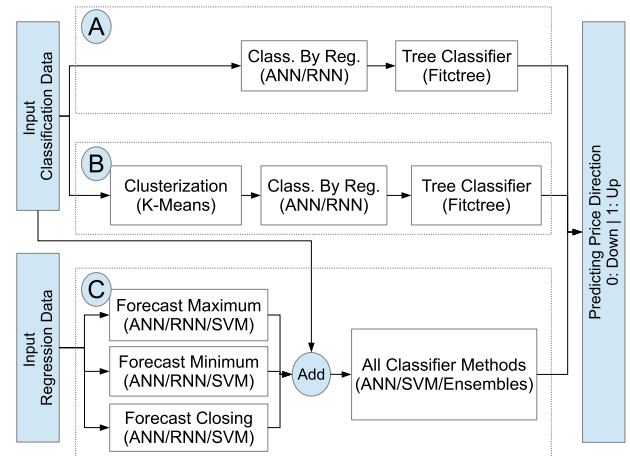 Input
Classification Data
A
Class. By Reg.
(ANN/RNN)
Tree Classifier
(Fitctree)
B
Clusterization
(K-Means)
Class. By Reg.
(ANN/RNN)
Tree Classifier
(Fitctree)
Input
Regression Data
C
Forecast Maximum
(ANN/RNN/SVM)
Forecast Minimum
(ANN/RNN/SVM)
Forecast Closing
(ANN/RNN/SVM)
Add
All Classifier Methods
(ANN/SVM/Ensembles)
Predicting Price Direction
0: Down | 1: Up